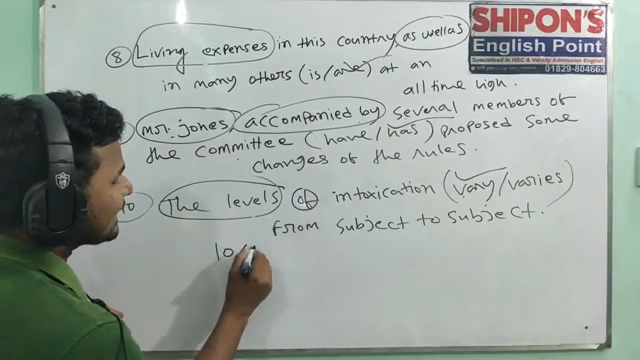 SHIPON'S
English Point
Specialized in HSC & Varsity Admission English
01829-804663
⑧ Living expenses in this country, as well as
in many others (is/are) at an
all time high.
Mr. Jones accompanied by several members of
the committee (have/has) proposed some
changes of the rules.
10 The levels of intoxication (vary/varies)
from subject to subject.
10